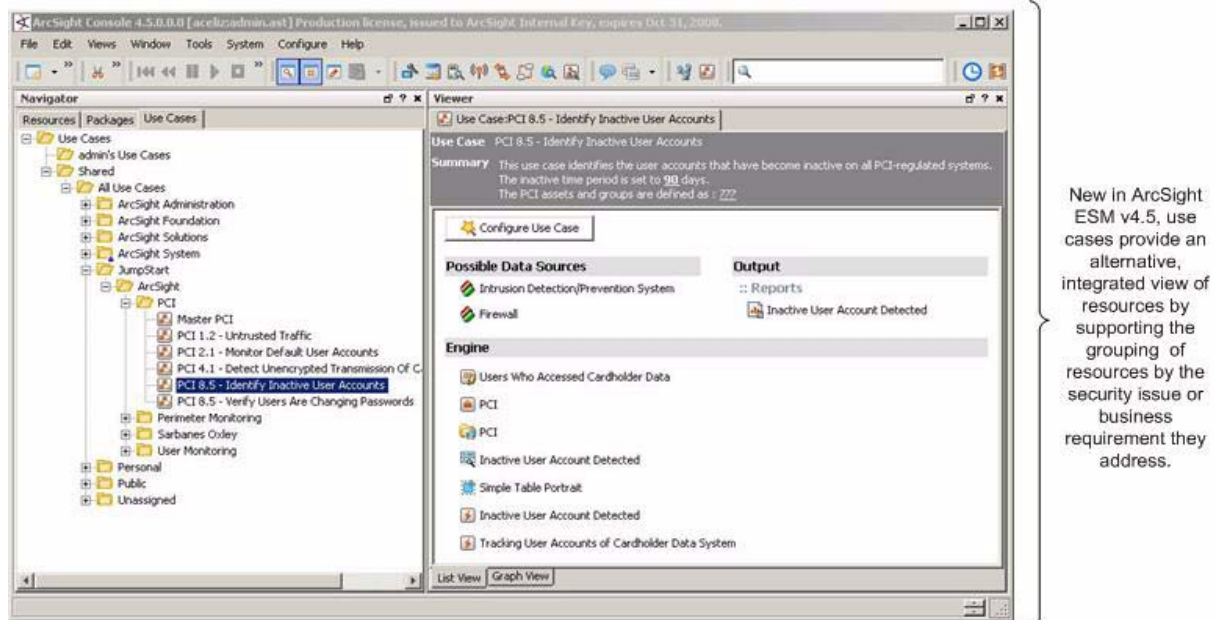 ArcSight Console 4.5.0.0.0 [aceliz:admin.ast] Production license, issued to ArcSight Internal Key, expires Oct 31, 2008.
File Edit Views Window Tools System Configure Help
Navigator
Resources Packages Use Cases
Use Cases
admin's Use Cases
Shared
All Use Cases
ArcSight Administration
ArcSight Foundation
ArcSight Solutions
ArcSight System
JumpStart
ArcSight
PCI
Master PCI
PCI 1.2 - Untrusted Traffic
PCI 2.1 - Monitor Default User Accounts
PCI 4.1 - Detect Unencrypted Transmission Of C
PCI 8.5 - Identify Inactive User Accounts
PCI 8.5 - Verify Users Are Changing Passwords
Perimeter Monitoring
Sarbanes Oxley
User Monitoring
Personal
Public
Unassigned
Viewer
Use Case:PCI 8.5 - Identify Inactive User Accounts
Use Case PCI 8.5 - Identify Inactive User Accounts
Summary This use case identifies the user accounts that have become inactive on all PCI-regulated systems.
The inactive time period is set to 90 days.
The PCI assets and groups are defined as : ???
Configure Use Case
Possible Data Sources
Intrusion Detection/Prevention System
Firewall
Output
:: Reports
Inactive User Account Detected
Engine
Users Who Accessed Cardholder Data
PCI
PCI
Inactive User Account Detected
Simple Table Portrait
Inactive User Account Detected
Tracking User Accounts of Cardholder Data System
List View Graph View
New in ArcSight
ESM v4.5, use
cases provide an
alternative,
integrated view of
resources by
supporting the
grouping of
resources by the
security issue or
business
requirement they
address.